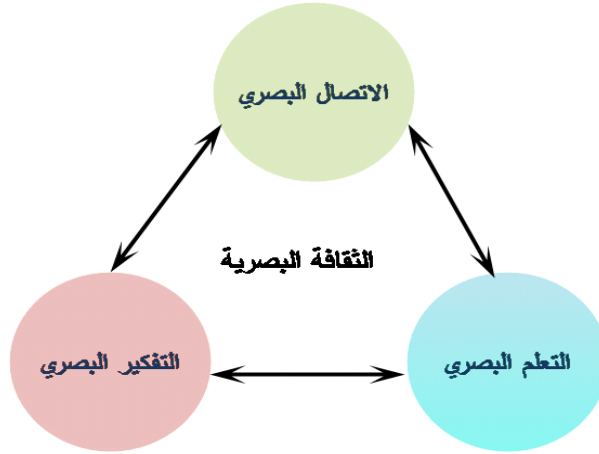 الاتصال البصري
الثقافة البصرية
التعلم البصري
التفكير البصري